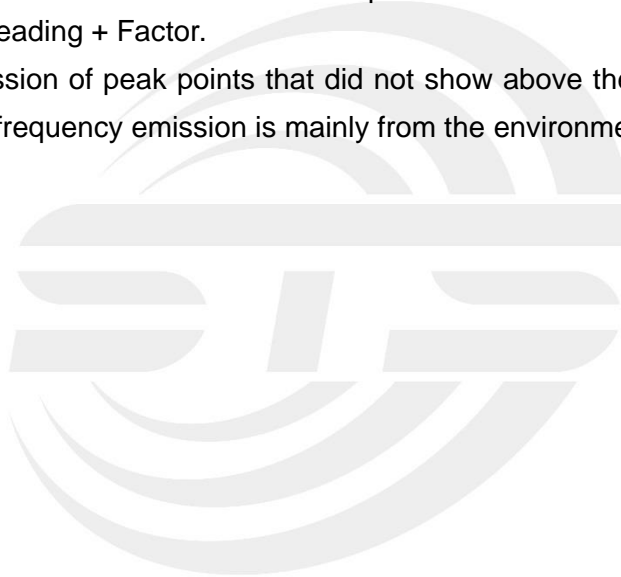 eading + Factor.
ssion of peak points that did not show above the
frequency emission is mainly from the environme
STS